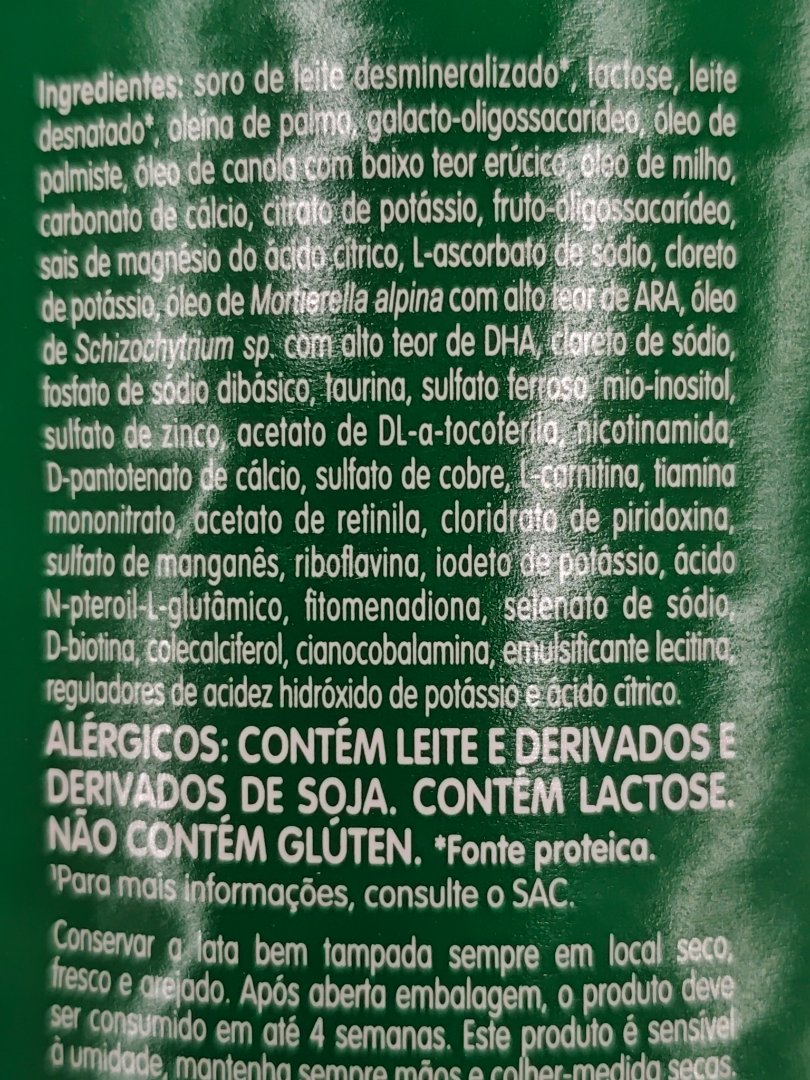 Ingredientes: soro de leite desmineralizado*, lactose, leite
desnatado*, oleína de palma, galacto-oligossacarídeo, óleo de
palmiste, óleo de canola com baixo teor erúcico, óleo de milho,
carbonato de cálcio, citrato de potássio, fruto-oligossacarídeo,
sais de magnésio do ácido cítrico, L-ascorbato de sódio, cloreto
de potássio, óleo de Mortierella alpina com alto teor de ARA, óleo
de Schizochytrium sp. com alto teor de DHA, cloreto de sódio,
fosfato de sódio dibásico, taurina, sulfato ferroso, mio-inositol,
sulfato de zinco, acetato de DL-α-tocoferila, nicotinamida,
D-pantotenato de cálcio, sulfato de cobre, L-carnitina, tiamina
mononitrato, acetato de retinila, cloridrato de piridoxina,
sulfato de manganês, riboflavina, iodeto de potássio, ácido
N-pteroil-L-glutâmico, fitomenadiona, selenato de sódio,
D-biotina, colecalciferol, cianocobalamina, emulsificante lecitina,
reguladores de acidez hidróxido de potássio e ácido cítrico.
ALÉRGICOS: CONTÉM LEITE E DERIVADOS E
DERIVADOS DE SOJA. CONTÉM LACTOSE.
NÃO CONTÉM GLÚTEN. *Fonte proteica.
¹Para mais informações, consulte o SAC.
Conservar a lata bem tampada sempre em local seco,
fresco e arejado. Após aberta embalagem, o produto deve
ser consumido em até 4 semanas. Este produto é sensível
à umidade, mantenha sempre mãos e colher-medida secas.